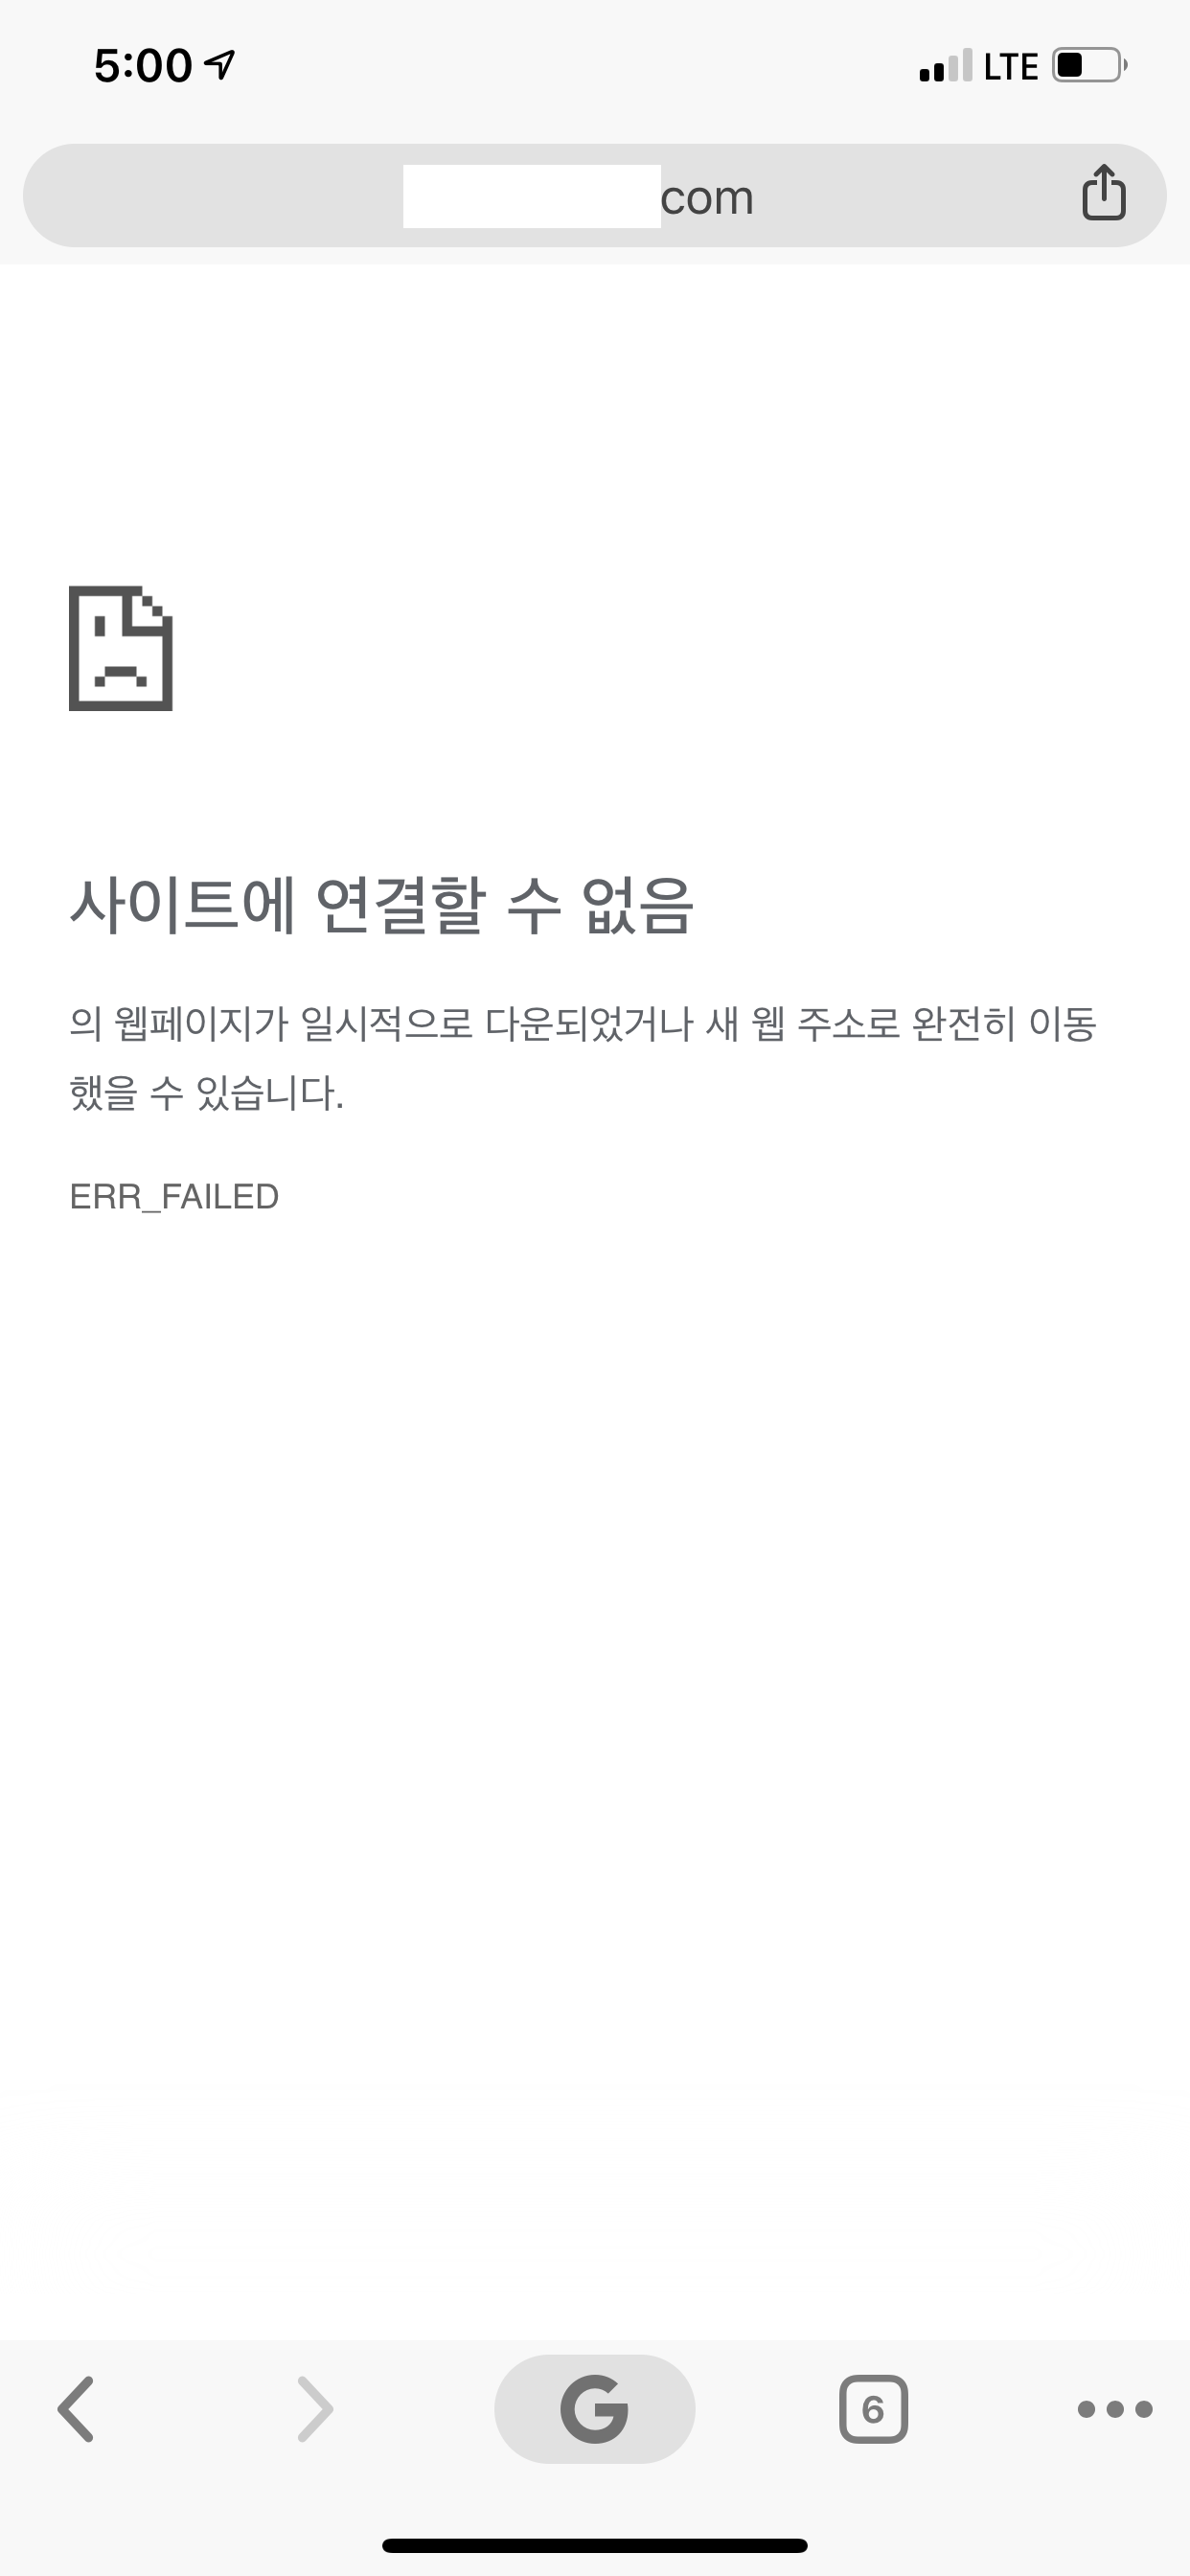 5:00
LTE
com
사이트에 연결할 수 없음
의 웹페이지가 일시적으로 다운되었거나 새 웹 주소로 완전히 이동
했을 수 있습니다.
ERR_FAILED
G
6